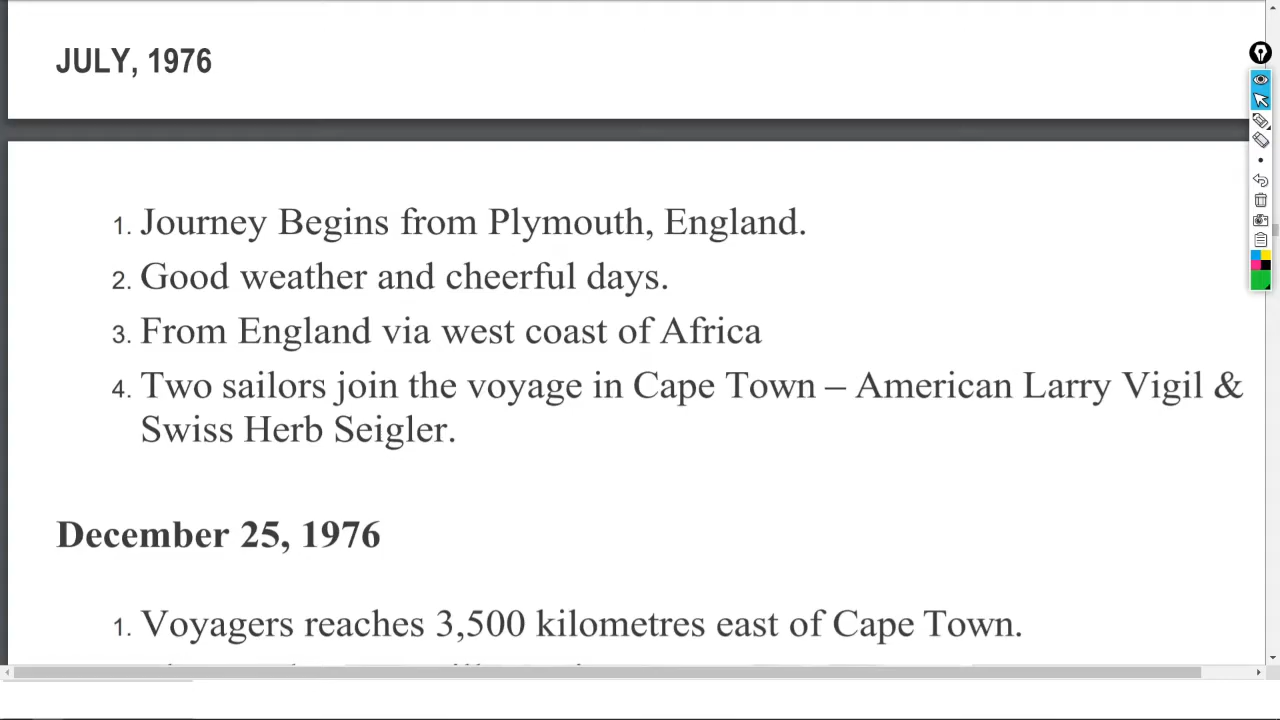 JULY, 1976
1. Journey Begins from Plymouth, England.
2. Good weather and cheerful days.
3. From England via west coast of Africa
4. Two sailors join the voyage in Cape Town – American Larry Vigil &
Swiss Herb Seigler.
December 25, 1976
1. Voyagers reaches 3,500 kilometres east of Cape Town.